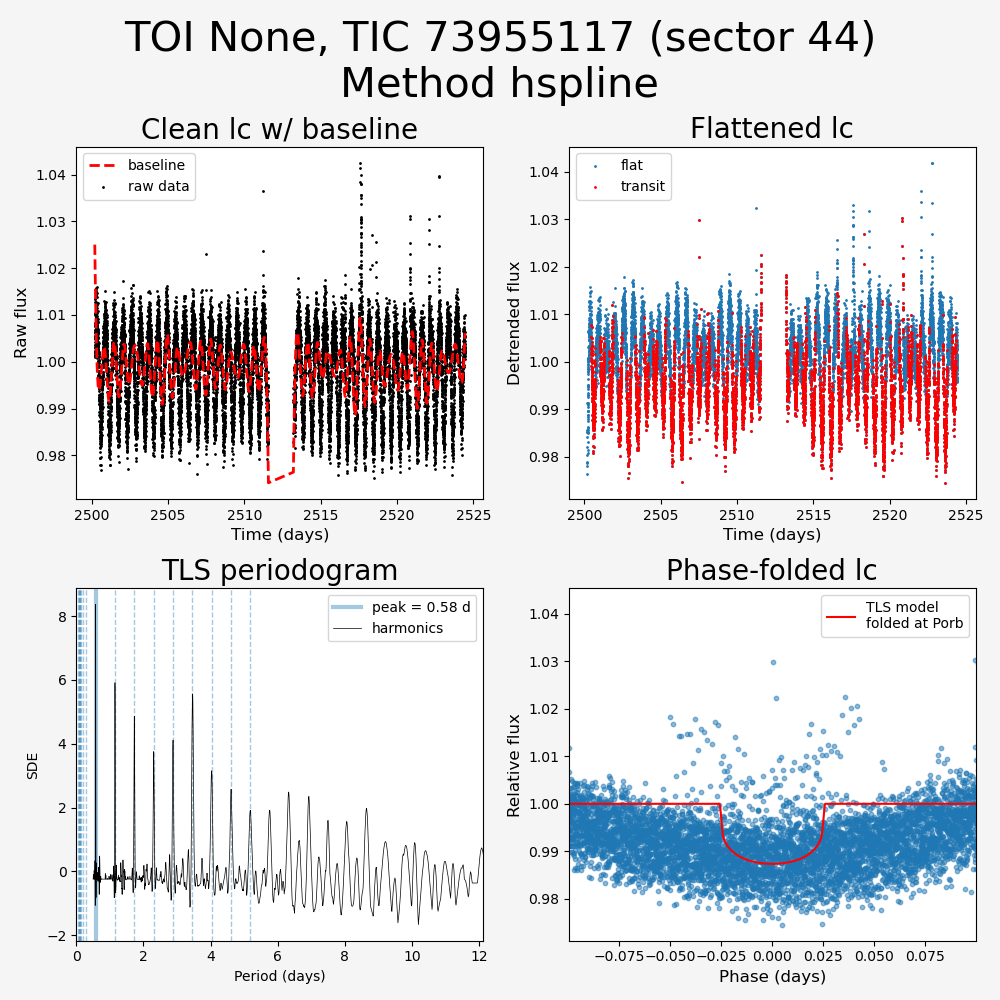 TOI None, TIC 73955117 (sector 44)
Method hspline
Clean lc w/ baseline
baseline
raw data
Raw flux
1.04
1.03
1.02
1.01
1.00
0.99
0.98
2500
2505
2510
2515
2520
2525
Time (days)
Flattened lc
flat
transit
Detrended flux
1.04
1.03
1.02
1.01
1.00
0.99
0.98
2500
2505
2510
2515
2520
2525
Time (days)
TLS periodogram
peak = 0.58 d
harmonics
SDE
8
6
4
2
0
−2
0
2
4
6
8
10
12
Period (days)
Phase-folded lc
TLS model
folded at Porb
Relative flux
1.04
1.03
1.02
1.01
1.00
0.99
0.98
−0.075
−0.050
−0.025
0.000
0.025
0.050
0.075
Phase (days)